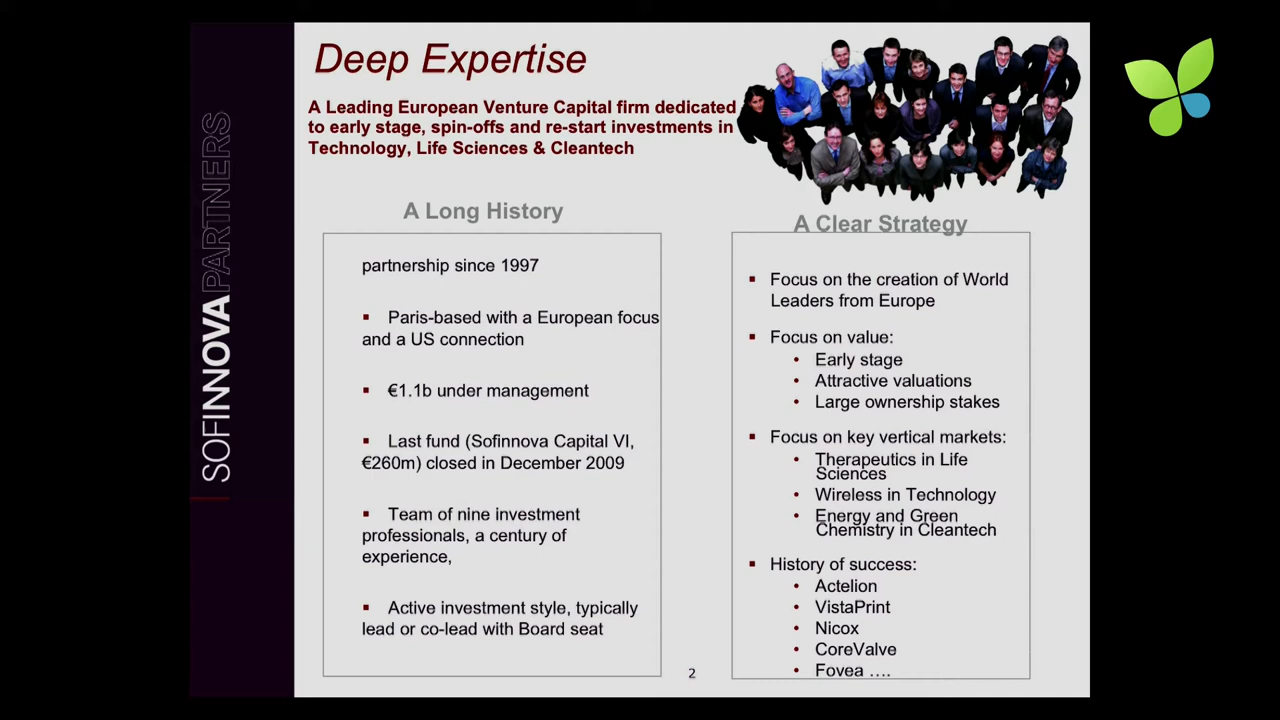 SOFINNOVAPARTNERS
Deep Expertise
A Leading European Venture Capital firm dedicated
to early stage, spin-offs and re-start investments in
Technology, Life Sciences & Cleantech
A Long History
partnership since 1997
▪ Paris-based with a European focus
and a US connection
▪ €1.1b under management
▪ Last fund (Sofinnova Capital VI,
€260m) closed in December 2009
▪ Team of nine investment
professionals, a century of
experience,
▪ Active investment style, typically
lead or co-lead with Board seat
A Clear Strategy
▪ Focus on the creation of World
Leaders from Europe
▪ Focus on value:
• Early stage
• Attractive valuations
• Large ownership stakes
▪ Focus on key vertical markets:
• Therapeutics in Life
Sciences
• Wireless in Technology
• Energy and Green
Chemistry in Cleantech
▪ History of success:
• Actelion
• VistaPrint
• Nicox
• CoreValve
• Fovea ....
2